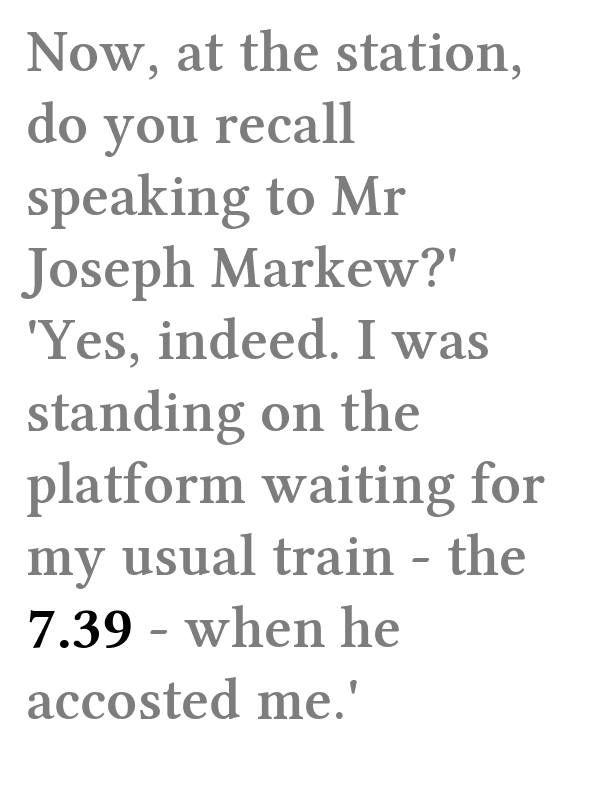 Now, at the station,
do you recall
speaking to Mr
Joseph Markew?'
'Yes, indeed. I was
standing on the
platform waiting for
my usual train - the
7.39 - when he
accosted me.'